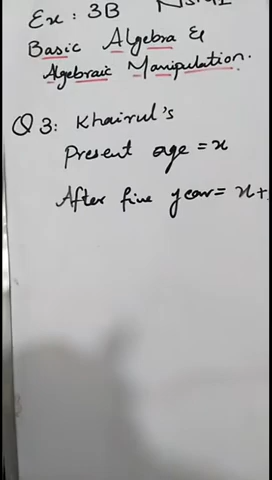 Ex: 3B
Basic Algebra &
Algebraic Manipulation.
Q 3: Khairul's
Present age = x
After five year = x+